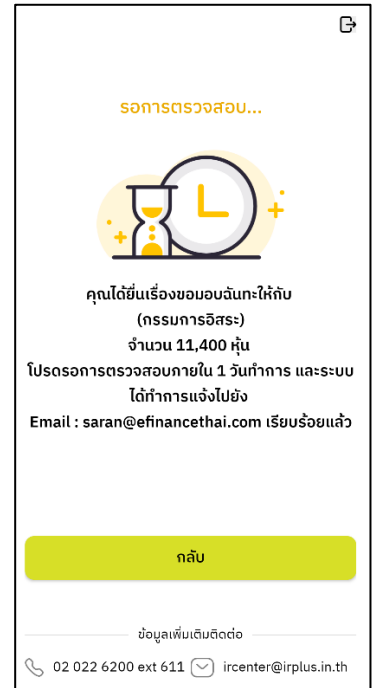 รอการตรวจสอบ...
คุณได้ยื่นเรื่องขอมอบฉันทะให้กับ
(กรรมการอิสระ)
จำนวน 11,400 หุ้น
โปรดรอการตรวจสอบภายใน 1 วันทำการ และระบบ
ได้ทำการแจ้งไปยัง
Email : saran@efinancethai.com เรียบร้อยแล้ว
กลับ
ข้อมูลเพิ่มเติมติดต่อ
02 022 6200 ext 611 ircenter@irplus.in.th